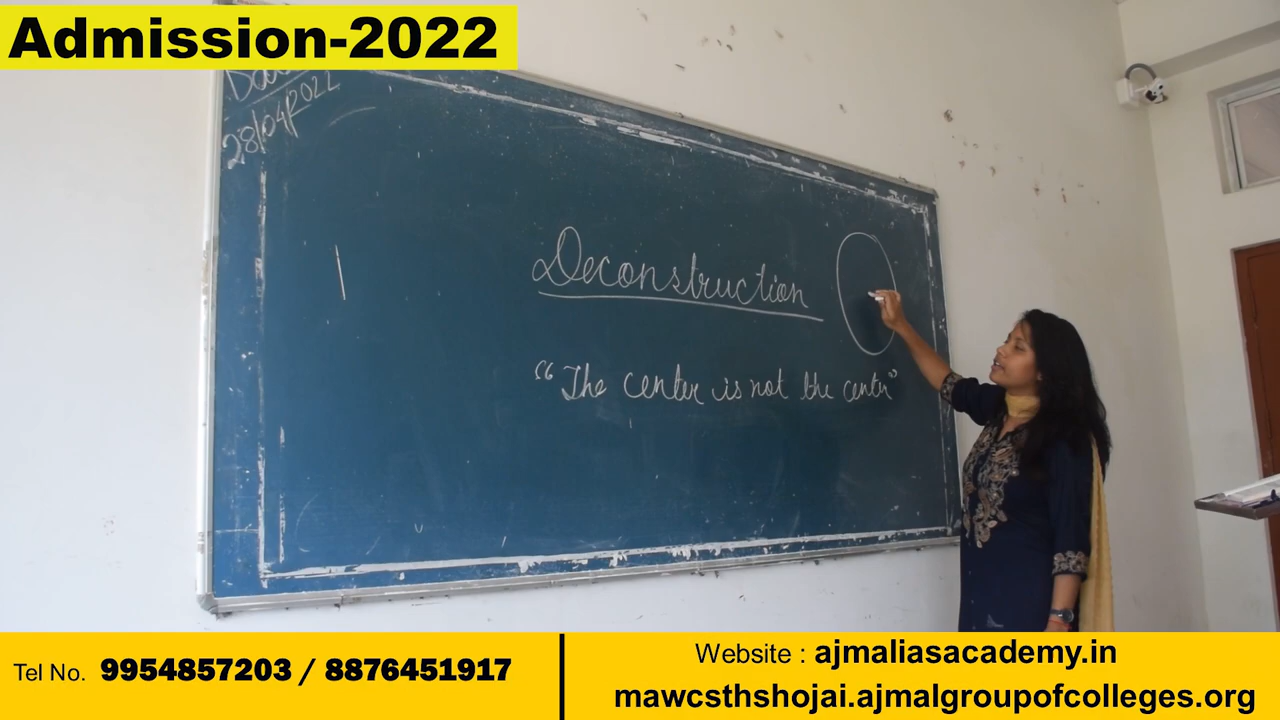 Admission-2022
28/04/2022
Deconstruction
"The center is not the center"
Tel No. 9954857203 / 8876451917
Website : ajmaliasacademy.in
mawcsthshojai.ajmalgroupofcolleges.org